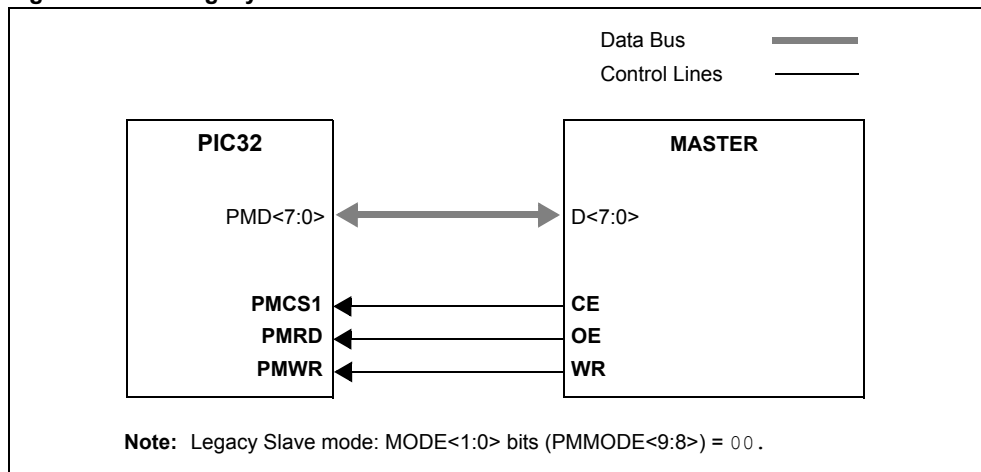 Data Bus
Control Lines
PIC32
MASTER
PMD<7:0>
D<7:0>
PMCS1
CE
PMRD
OE
PMWR
WR
Note: Legacy Slave mode: MODE<1:0> bits (PMMODE<9:8>) = 00.